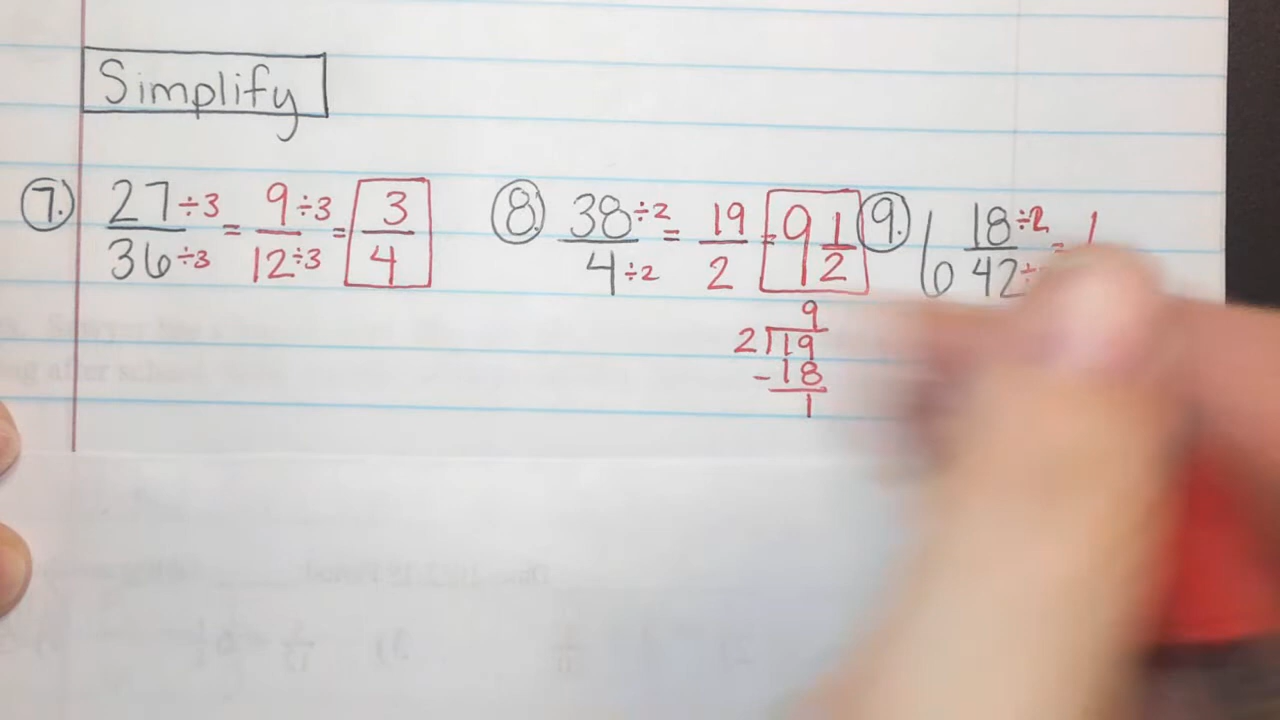 Simplify
7. 27 ÷3 / 36 ÷3 = 9 ÷3 / 12 ÷3 = 3 / 4
8. 38 ÷2 / 4 ÷2 = 19 / 2 = 9 1/2
9. 6 18 ÷2 / 42 ÷ =
9
2 19
-18
1